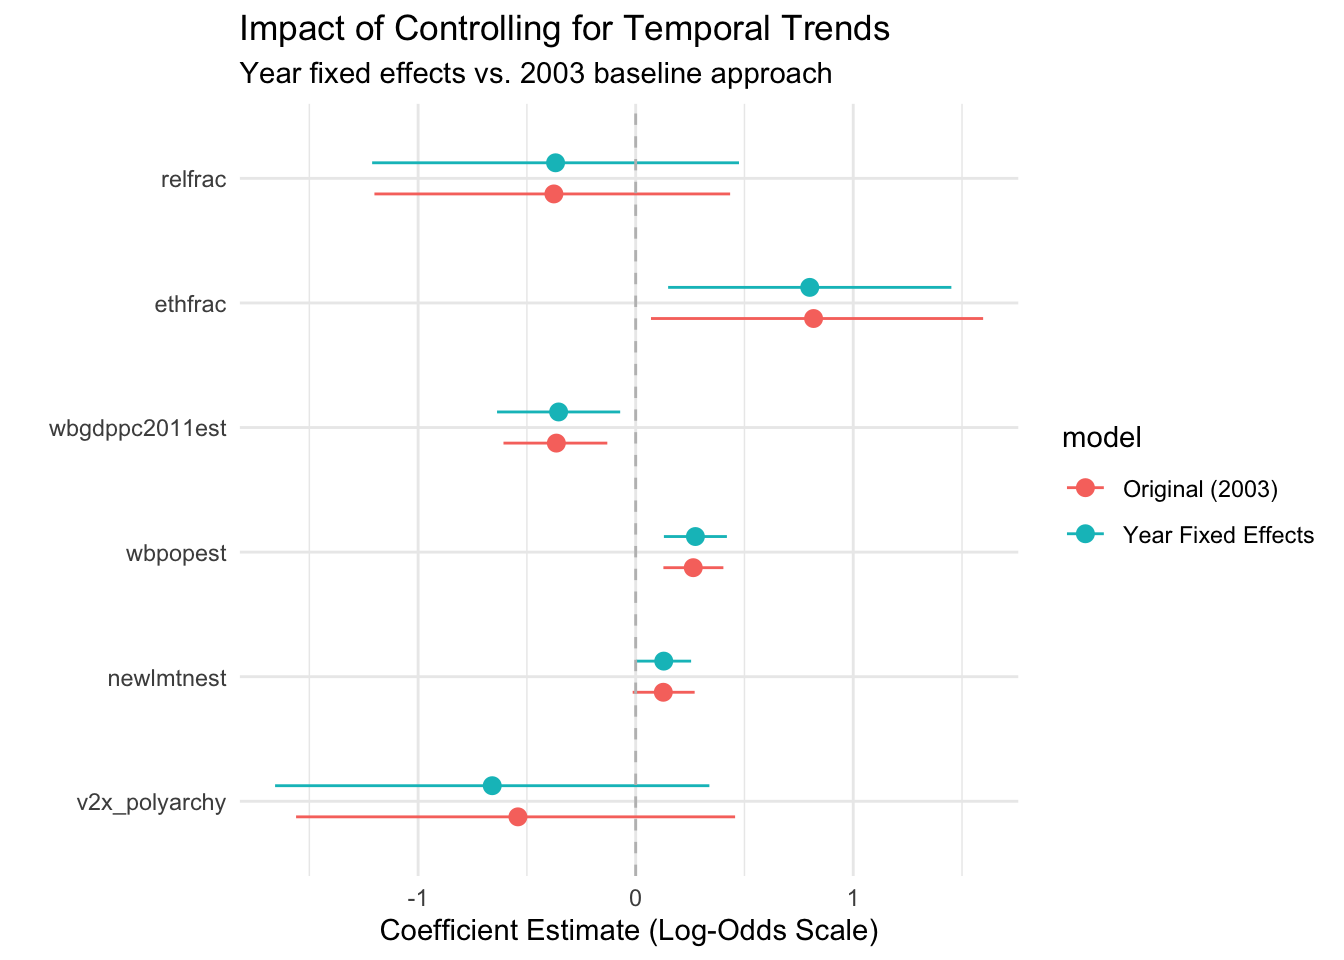 Impact of Controlling for Temporal Trends
Year fixed effects vs. 2003 baseline approach
relfrac
ethfrac
wbgdppc2011est
wbpopest
newlmtnest
v2x_polyarchy
-1 0 1
Coefficient Estimate (Log-Odds Scale)
model
Original (2003)
Year Fixed Effects